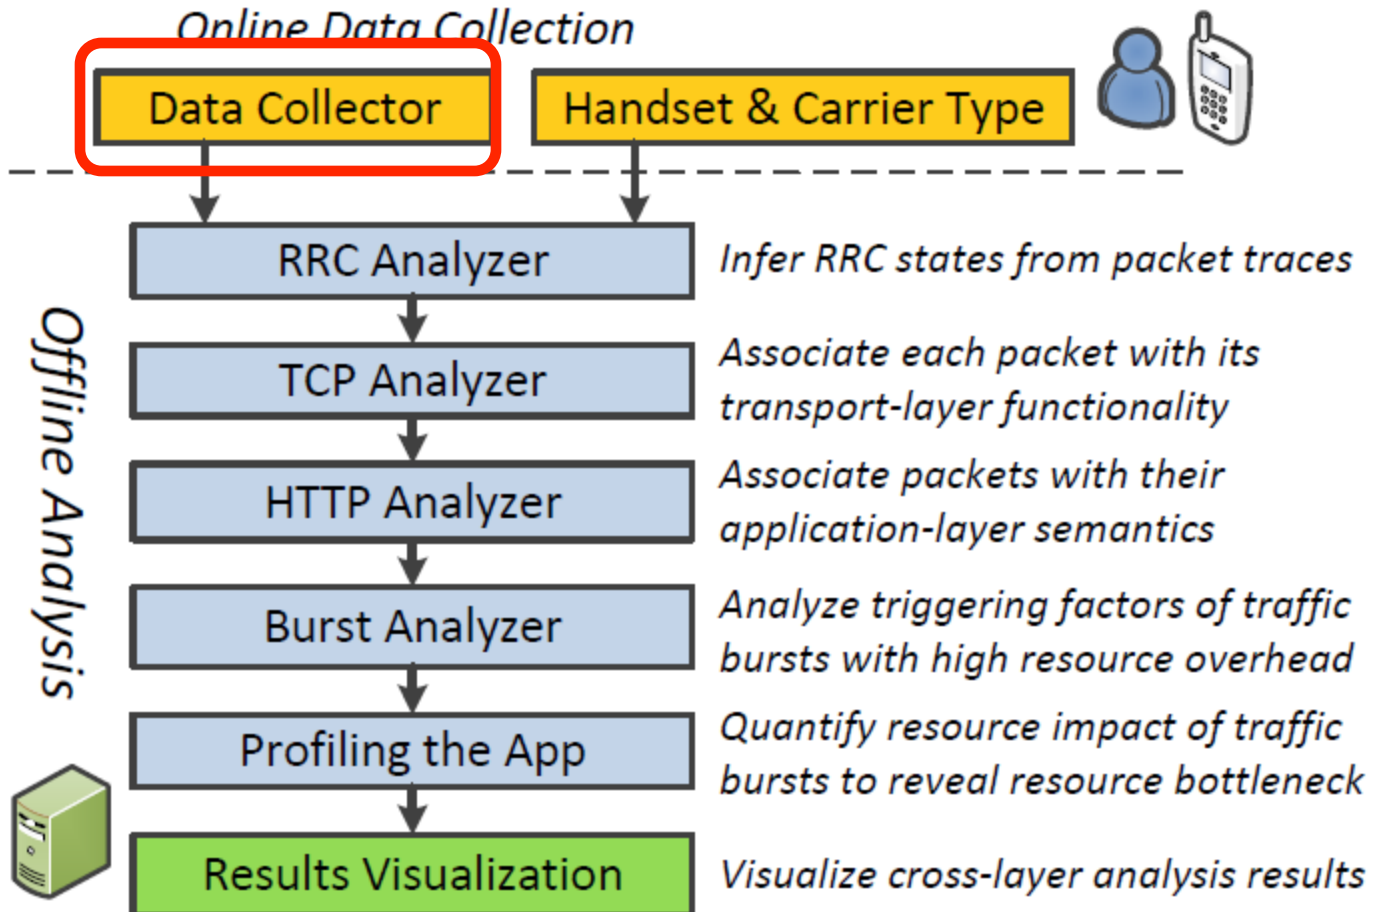 Online Data Collection
Data Collector
Handset & Carrier Type
Offline Analysis
RRC Analyzer
Infer RRC states from packet traces
TCP Analyzer
Associate each packet with its
transport-layer functionality
HTTP Analyzer
Associate packets with their
application-layer semantics
Burst Analyzer
Analyze triggering factors of traffic
bursts with high resource overhead
Profiling the App
Quantify resource impact of traffic
bursts to reveal resource bottleneck
Results Visualization
Visualize cross-layer analysis results